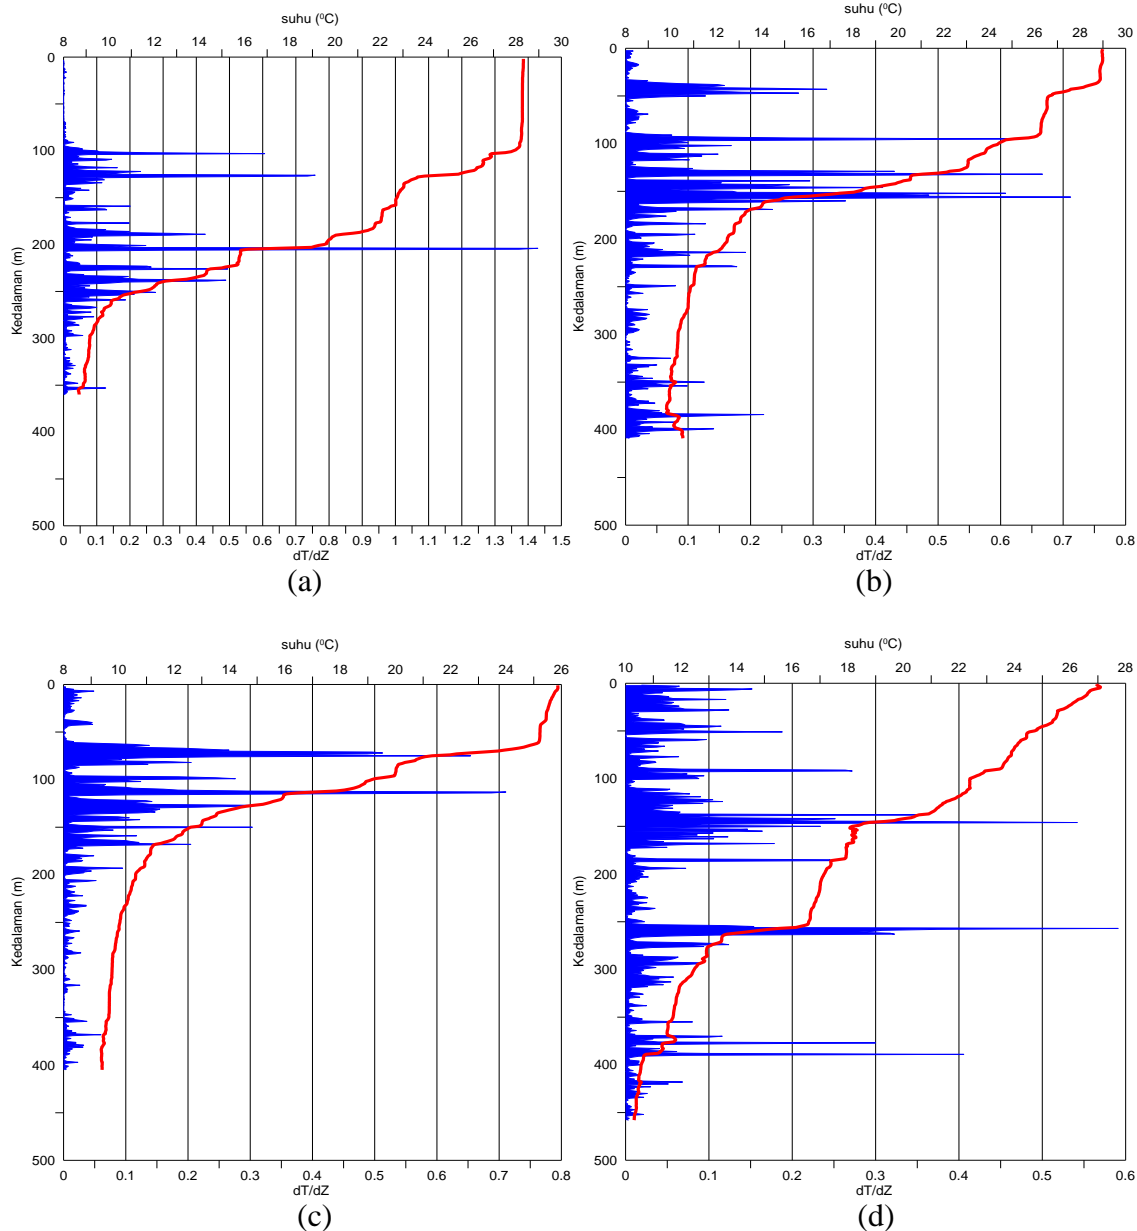 suhu (⁰C)
8 10 12 14 16 18 20 22 24 26 28 30
0
100
200
300
400
500
Kedalaman (m)
0 0.1 0.2 0.3 0.4 0.5 0.6 0.7 0.8 0.9 1 1.1 1.2 1.3 1.4 1.5
dT/dZ
(a)
suhu (⁰C)
8 10 12 14 16 18 20 22 24 26 28 30
0
100
200
300
400
500
Kedalaman (m)
0 0.1 0.2 0.3 0.4 0.5 0.6 0.7 0.8
dT/dZ
(b)
suhu (⁰C)
8 10 12 14 16 18 20 22 24 26
0
100
200
300
400
500
Kedalaman (m)
0 0.1 0.2 0.3 0.4 0.5 0.6 0.7 0.8
dT/dZ
(c)
suhu (⁰C)
10 12 14 16 18 20 22 24 26 28
0
100
200
300
400
500
Kedalaman (m)
0 0.1 0.2 0.3 0.4 0.5 0.6
dT/dZ
(d)